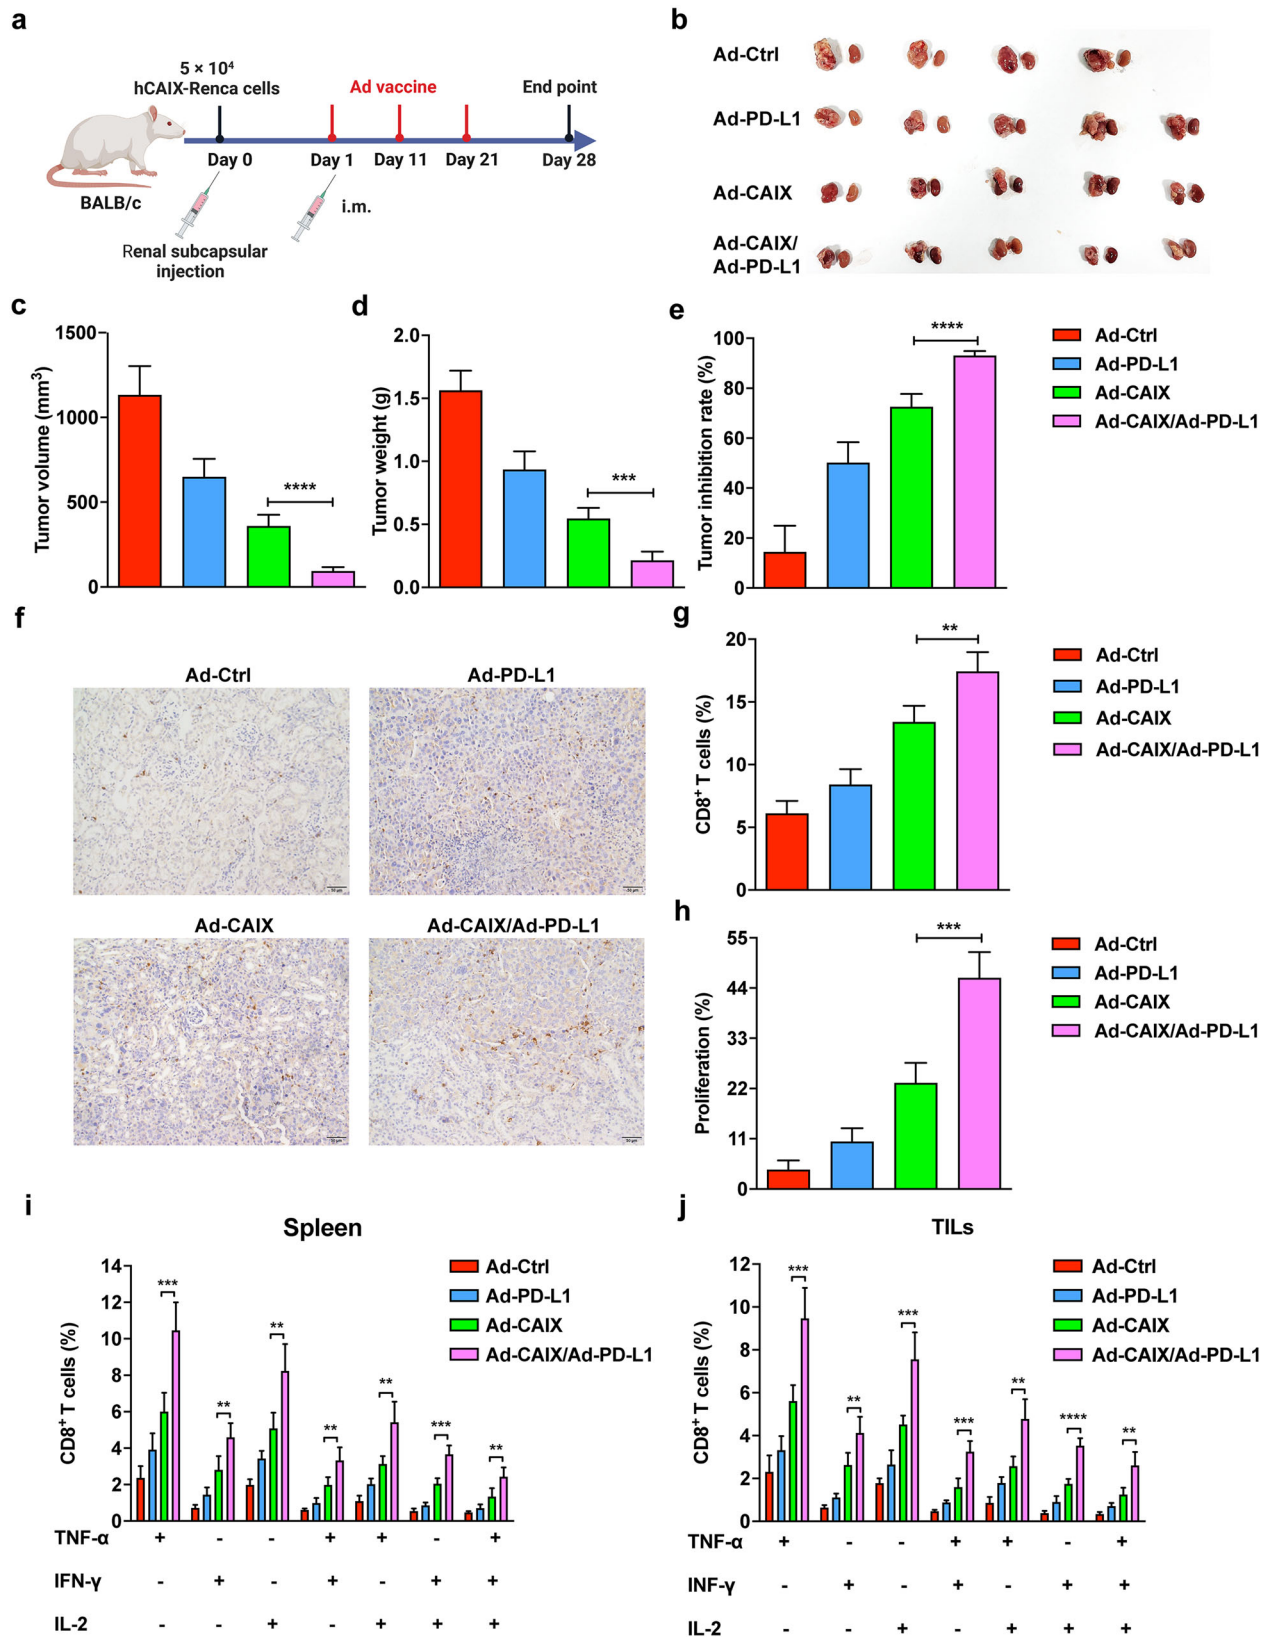 a
5 × 10⁴
hCAIX-Renca cells
Ad vaccine
End point
Day 0
Day 1
Day 11
Day 21
Day 28
BALB/c
i.m.
Renal subcapsular
injection
b
Ad-Ctrl
Ad-PD-L1
Ad-CAIX
Ad-CAIX/
Ad-PD-L1
c
Tumor volume (mm³)
1500
1000
500
0
****
d
Tumor weight (g)
2.0
1.5
1.0
0.5
0.0
***
e
Tumor inhibition rate (%)
100
80
60
40
20
0
****
Ad-Ctrl
Ad-PD-L1
Ad-CAIX
Ad-CAIX/Ad-PD-L1
f
Ad-Ctrl
Ad-PD-L1
50 μm
50 μm
Ad-CAIX
Ad-CAIX/Ad-PD-L1
50 μm
50 μm
g
CD8⁺ T cells (%)
20
15
10
5
0
**
Ad-Ctrl
Ad-PD-L1
Ad-CAIX
Ad-CAIX/Ad-PD-L1
h
Proliferation (%)
55
44
33
22
11
0
***
Ad-Ctrl
Ad-PD-L1
Ad-CAIX
Ad-CAIX/Ad-PD-L1
i
Spleen
CD8⁺ T cells (%)
14
12
10
8
6
4
2
0
*** ** ** ** ** *** **
Ad-Ctrl
Ad-PD-L1
Ad-CAIX
Ad-CAIX/Ad-PD-L1
TNF-α + - - + + - +
IFN-γ - + - + - + +
IL-2 - - + - + + +
j
TILs
CD8⁺ T cells (%)
12
10
8
6
4
2
0
*** ** *** *** ** **** **
Ad-Ctrl
Ad-PD-L1
Ad-CAIX
Ad-CAIX/Ad-PD-L1
TNF-α + - - + + - +
INF-γ - + - + - + +
IL-2 - - + - + + +